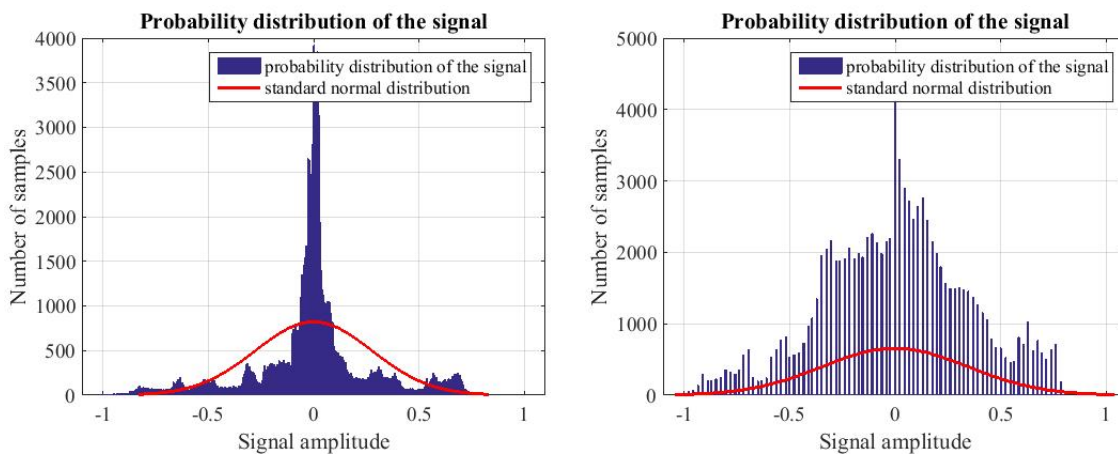 Probability distribution of the signal
4000
3500
3000
2500
2000
1500
1000
500
0
Number of samples
probability distribution of the signal
standard normal distribution
-1
-0.5
0
0.5
1
Signal amplitude
Probability distribution of the signal
5000
4000
3000
2000
1000
0
Number of samples
probability distribution of the signal
standard normal distribution
-1
-0.5
0
0.5
1
Signal amplitude